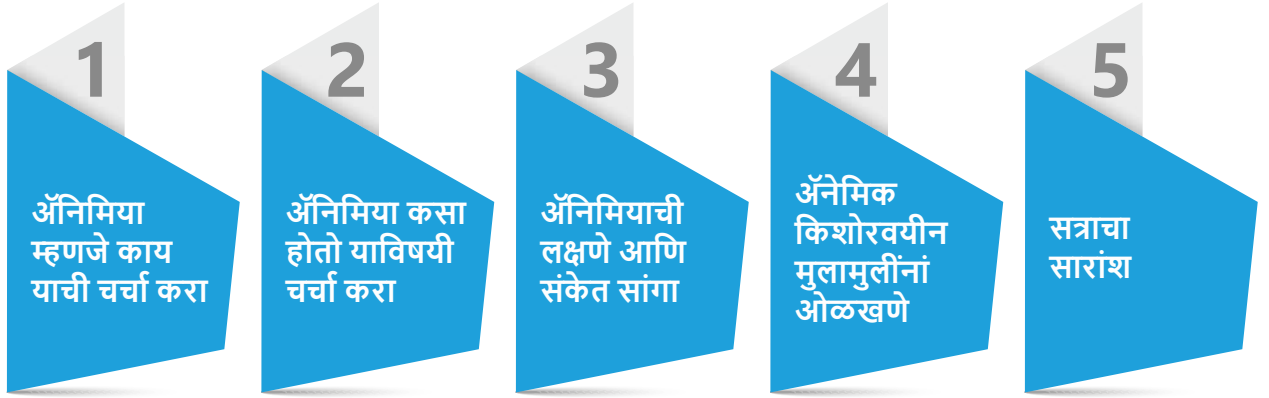 1
ॲनिमिया
म्हणजे काय
याची चर्चा करा
2
ॲनिमिया कसा
होतो याविषयी
चर्चा करा
3
ॲनिमियाची
लक्षणे आणि
संकेत सांगा
4
ॲनेमिक
किशोरवयीन
मुलामुलींनां
ओळखणे
5
सत्राचा
सारांश